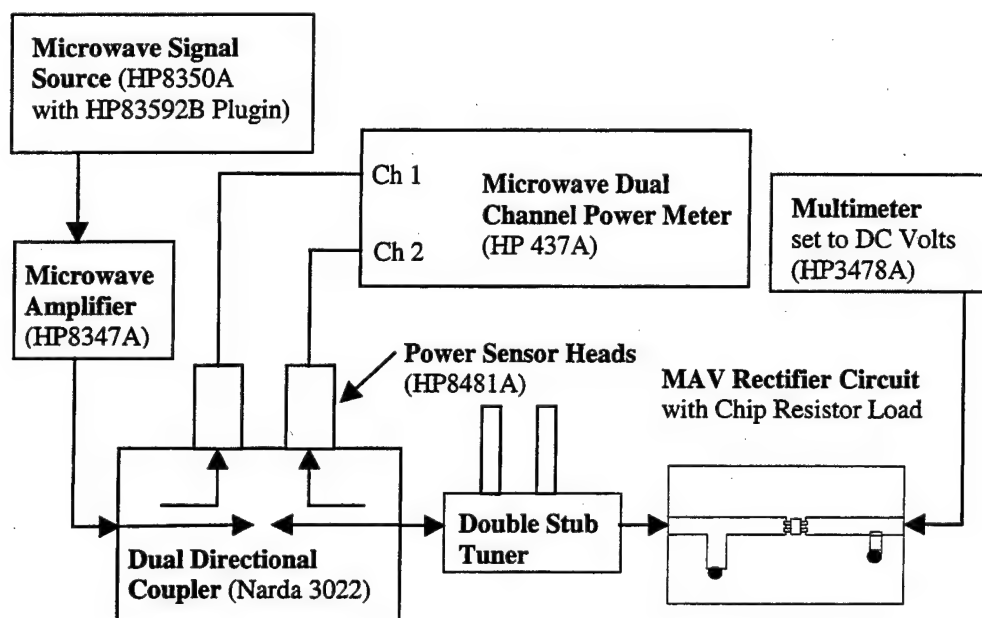 Microwave Signal
Source (HP8350A
with HP83592B Plugin)
Ch 1
Ch 2
Microwave Dual
Channel Power Meter
(HP 437A)
Multimeter
set to DC Volts
(HP3478A)
Microwave
Amplifier
(HP8347A)
Power Sensor Heads
(HP8481A)
MAV Rectifier Circuit
with Chip Resistor Load
Double Stub
Tuner
Dual Directional
Coupler (Narda 3022)